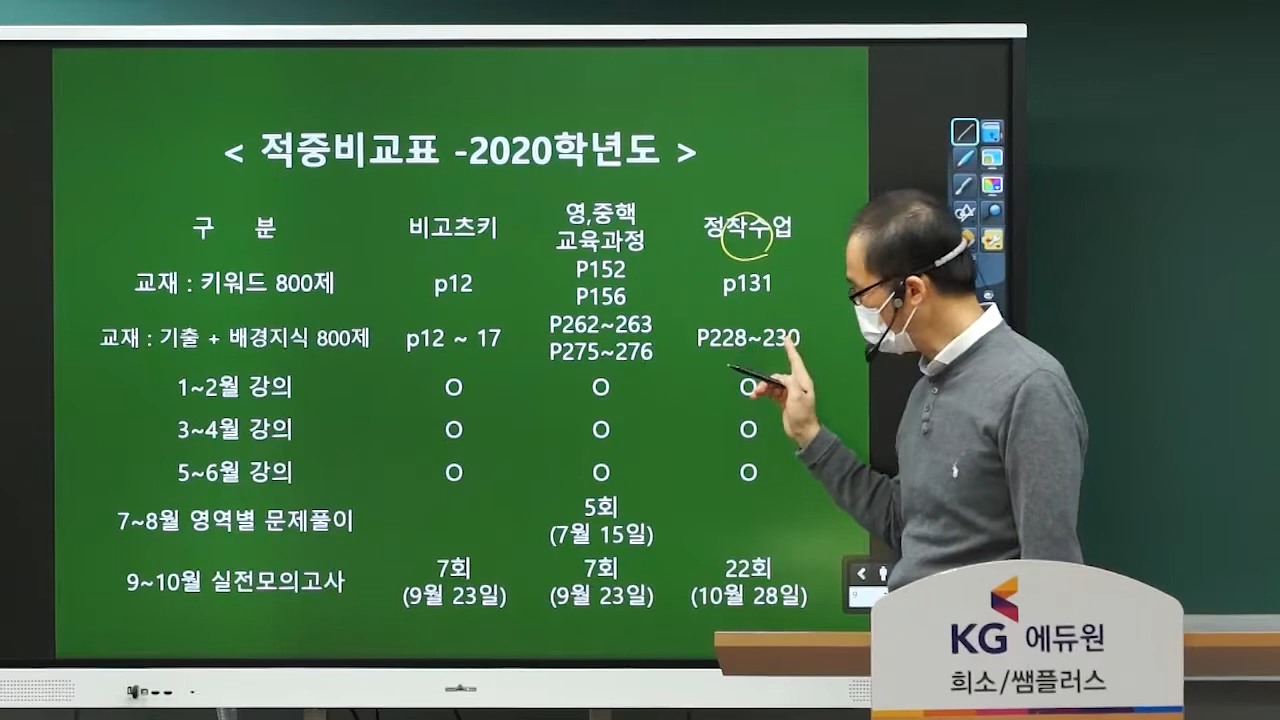 < 적중비교표 -2020학년도 >
구 분 비고츠키 영,중핵 교육과정 정착수업
교재 : 키워드 800제 p12 P152 P156 p131
교재 : 기출 + 배경지식 800제 p12 ~ 17 P262~263 P275~276 P228~230
1~2월 강의 O O O
3~4월 강의 O O O
5~6월 강의 O O O
7~8월 영역별 문제풀이 5회 (7월 15일)
9~10월 실전모의고사 7회 (9월 23일) 7회 (9월 23일) 22회 (10월 28일)
KG 에듀원
희소/쌤플러스